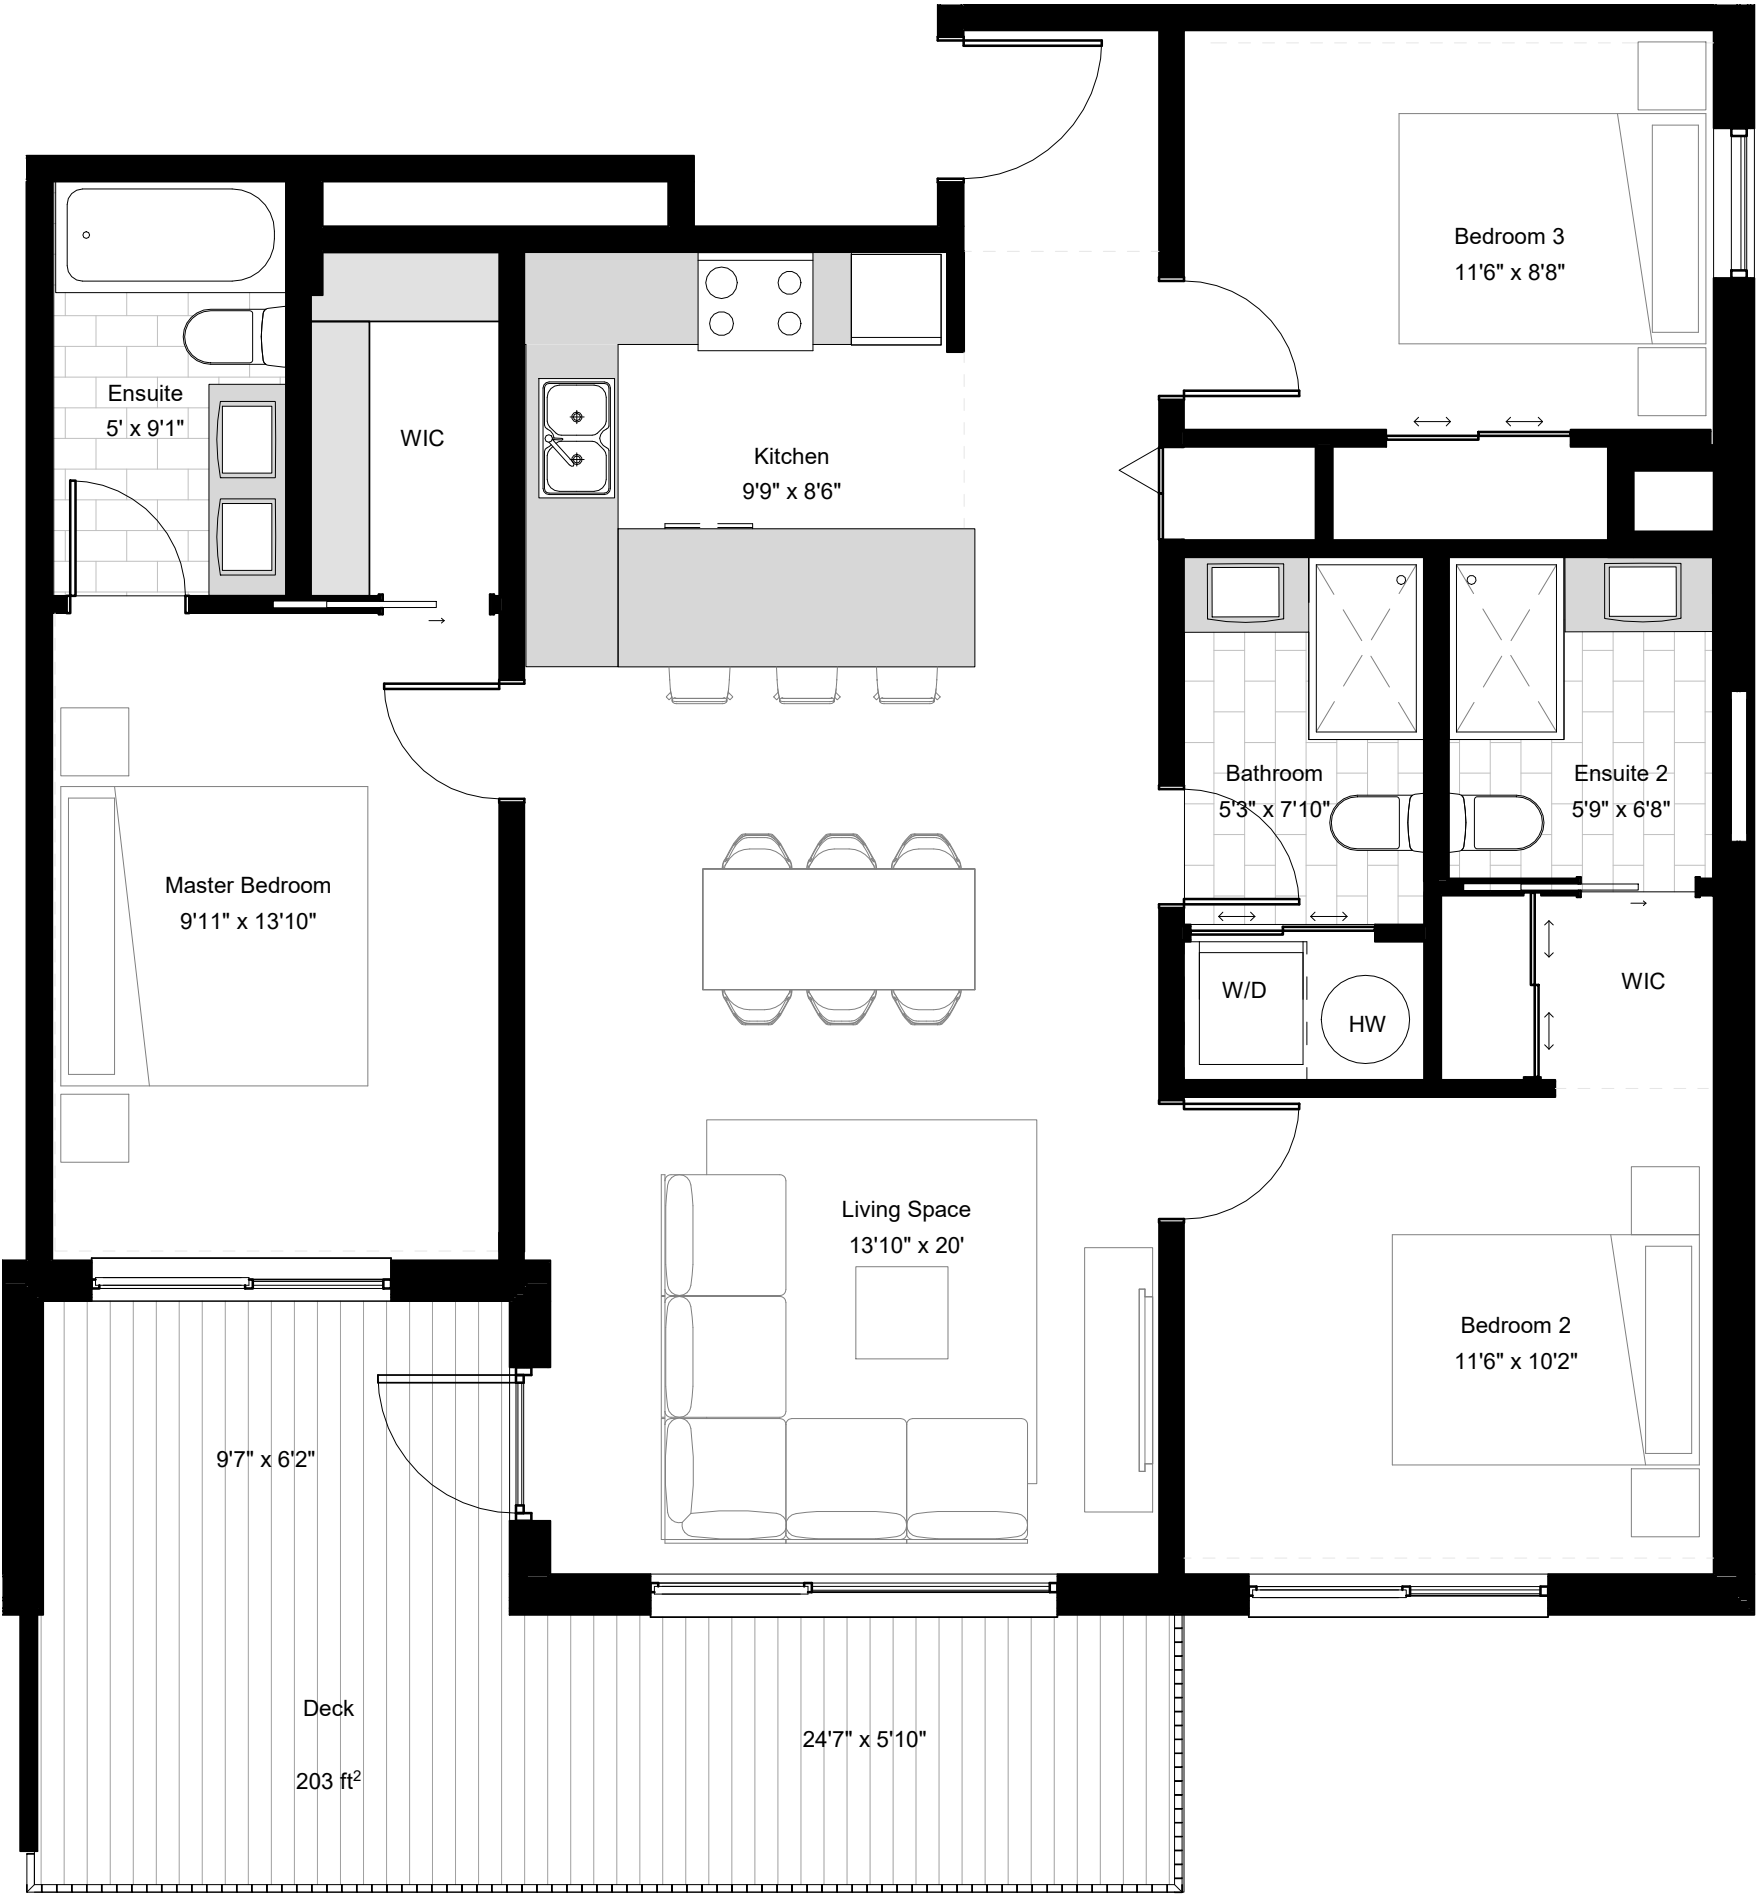 Bedroom 3
11'6" x 8'8"
Ensuite
5' x 9'1"
WIC
Kitchen
9'9" x 8'6"
Bathroom
5'3" x 7'10"
Ensuite 2
5'9" x 6'8"
Master Bedroom
9'11" x 13'10"
W/D
HW
WIC
Living Space
13'10" x 20'
Bedroom 2
11'6" x 10'2"
9'7" x 6'2"
Deck
203 ft²
24'7" x 5'10"